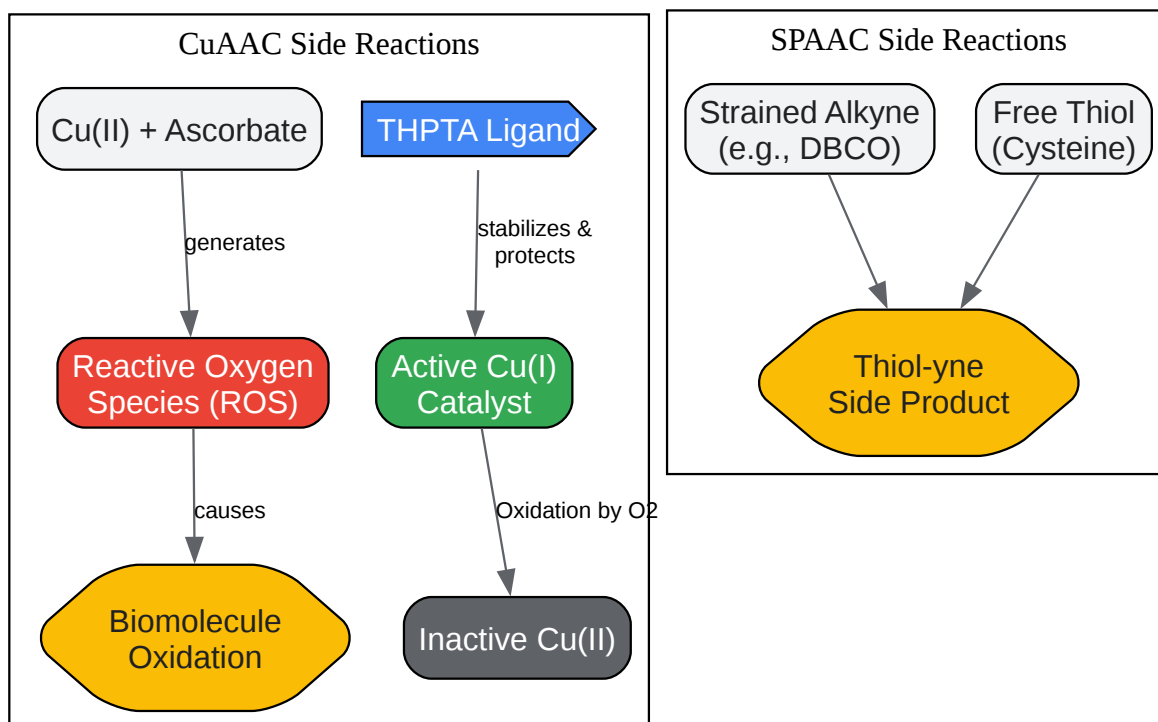 CuAAC Side Reactions
Cu(II) + Ascorbate
THPTA Ligand
generates
stabilizes &
protects
Reactive Oxygen
Species (ROS)
Active Cu(I)
Catalyst
causes
Oxidation by O2
Biomolecule
Oxidation
Inactive Cu(II)
SPAAC Side Reactions
Strained Alkyne
(e.g., DBCO)
Free Thiol
(Cysteine)
Thiol-yne
Side Product